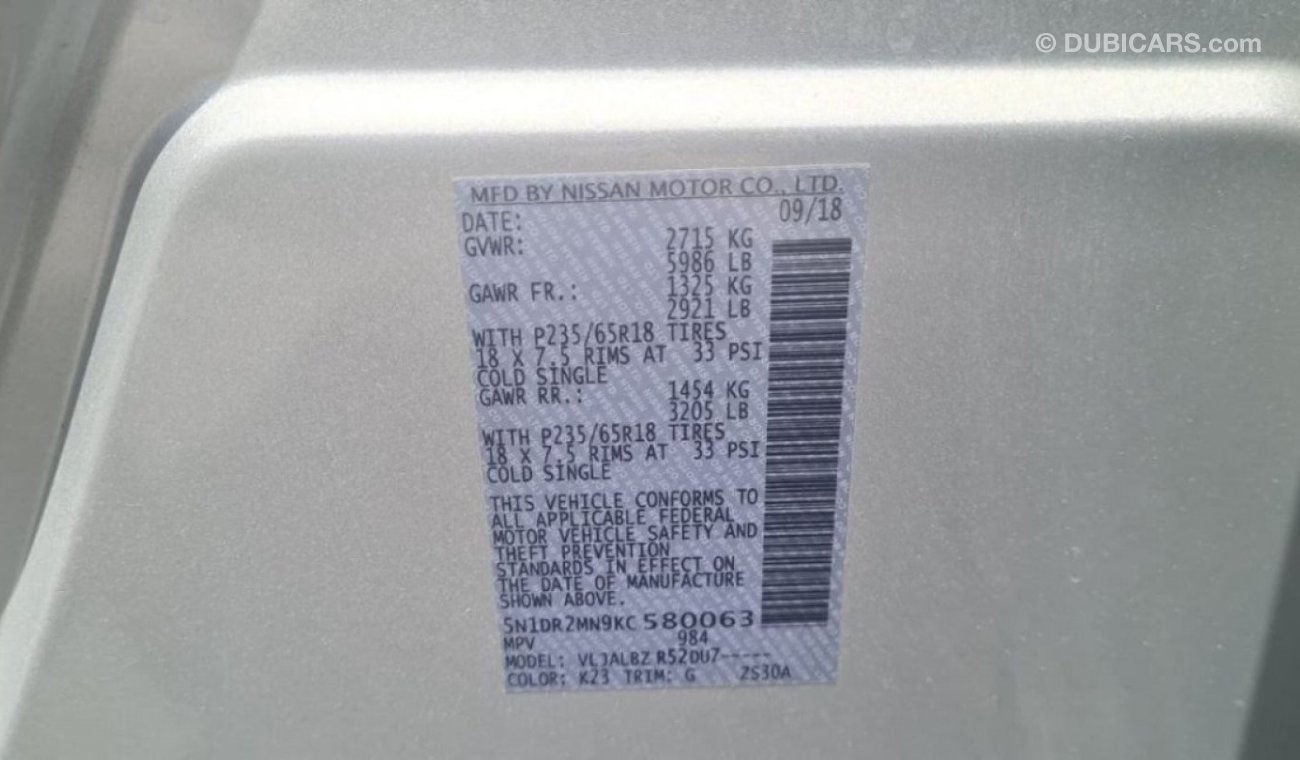 © DUBICARS.com
MFD BY NISSAN MOTOR CO., LTD.
DATE: 09/18
GVWR: 2715 KG
5986 LB
GAWR FR.: 1325 KG
2921 LB
WITH P235/65R18 TIRES
18 X 7.5 RIMS AT 33 PSI
COLD SINGLE
GAWR RR.: 1454 KG
3205 LB
WITH P235/65R18 TIRES
18 X 7.5 RIMS AT 33 PSI
COLD SINGLE
THIS VEHICLE CONFORMS TO
ALL APPLICABLE FEDERAL
MOTOR VEHICLE SAFETY AND
THEFT PREVENTION
STANDARDS IN EFFECT ON
THE DATE OF MANUFACTURE
SHOWN ABOVE.
5N1DR2MN9KC580063
MPV 984
MODEL: VLJALBZ R52DU7-----
COLOR: K23 TRIM: G 2S30A